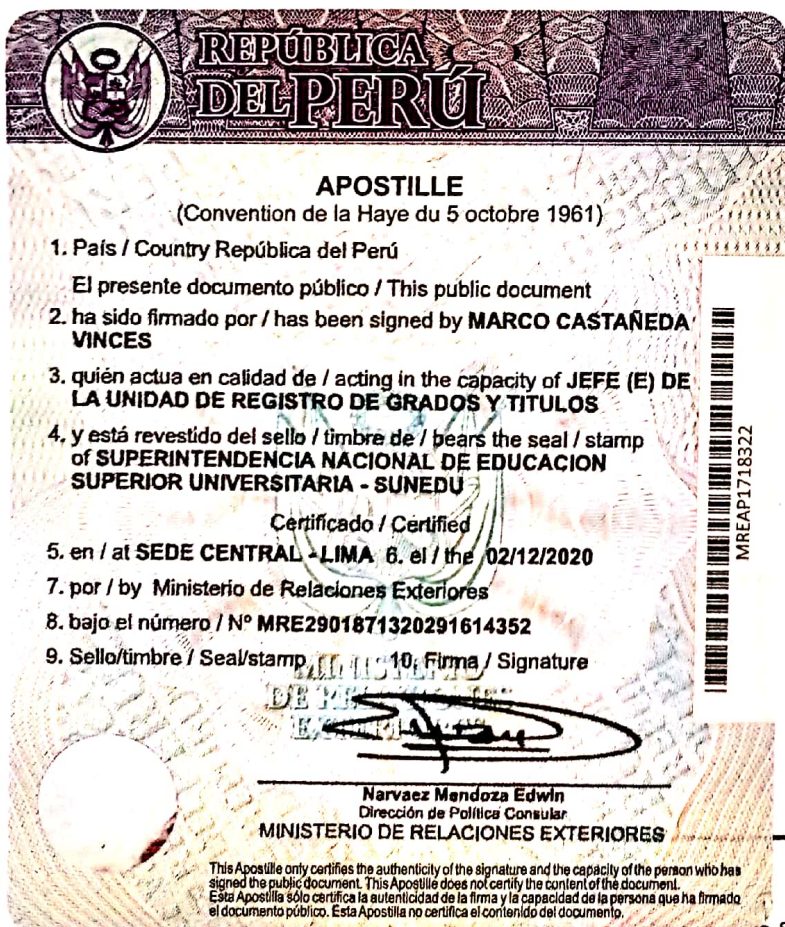 REPÚBLICA
DEL PERÚ
APOSTILLE
(Convention de la Haye du 5 octobre 1961)
1. País / Country República del Perú
El presente documento público / This public document
2. ha sido firmado por / has been signed by MARCO CASTAÑEDA
VINCES
3. quién actua en calidad de / acting in the capacity of JEFE (E) DE
LA UNIDAD DE REGISTRO DE GRADOS Y TITULOS
4. y está revestido del sello / timbre de / bears the seal / stamp
of SUPERINTENDENCIA NACIONAL DE EDUCACION
SUPERIOR UNIVERSITARIA - SUNEDU
Certificado / Certified
5. en / at SEDE CENTRAL - LIMA 6. el / the 02/12/2020
7. por / by Ministerio de Relaciones Exteriores
8. bajo el número / Nº MRE2901871320291614352
9. Sello/timbre / Seal/stamp 10. Firma / Signature
MINISTERIO
DE RELACIONES
EXTERIORES
Narvaez Mendoza Edwin
Dirección de Política Consular
MINISTERIO DE RELACIONES EXTERIORES
This Apostille only certifies the authenticity of the signature and the capacity of the person who has
signed the public document. This Apostille does not certify the content of the document.
Esta Apostilla sólo certifica la autenticidad de la firma y la capacidad de la persona que ha firmado
el documento público. Esta Apostilla no certifica el contenido del documento.
MREAP1718322